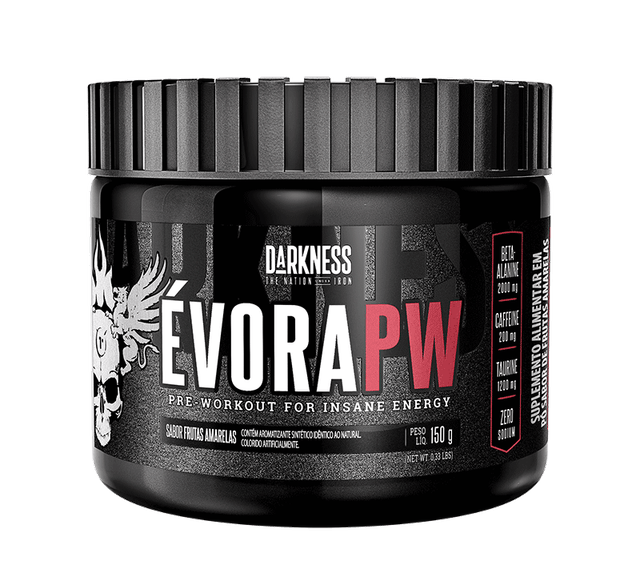 DARKNESS
THE NATION UNDER IRON
ÉVORAPW
PRE-WORKOUT FOR INSANE ENERGY
SABOR FRUTAS AMARELAS
CONTÉM AROMATIZANTE SINTÉTICO IDÊNTICO AO NATURAL.
COLORIDO ARTIFICIALMENTE.
PESO
LÍQ.
150 g
(NET WT. 0,33 LBS)
BETA-
ALANINE
2000 mg
CAFFEINE
200 mg
TAURINE
1200 mg
ZERO
SODIUM
SUPLEMENTO ALIMENTAR EM
PÓ SABOR DE FRUTAS AMARELAS